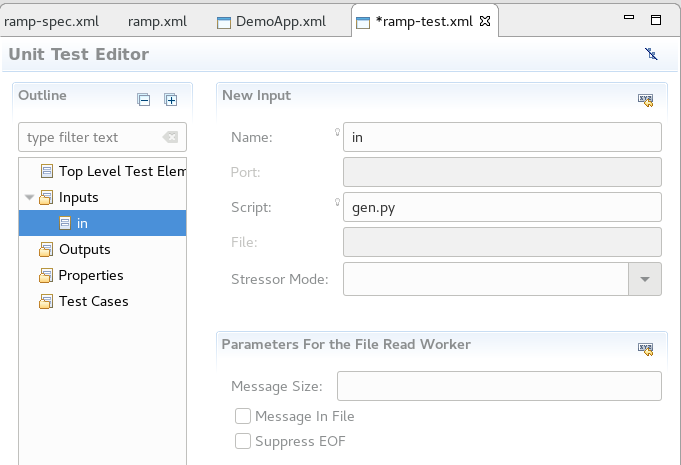 ramp-spec.xml ramp.xml DemoApp.xml *ramp-test.xml
Unit Test Editor
Outline
type filter text
Top Level Test Elem
Inputs
in
Outputs
Properties
Test Cases
New Input
Name: in
Port:
Script: gen.py
File:
Stressor Mode:
Parameters For the File Read Worker
Message Size:
Message In File
Suppress EOF